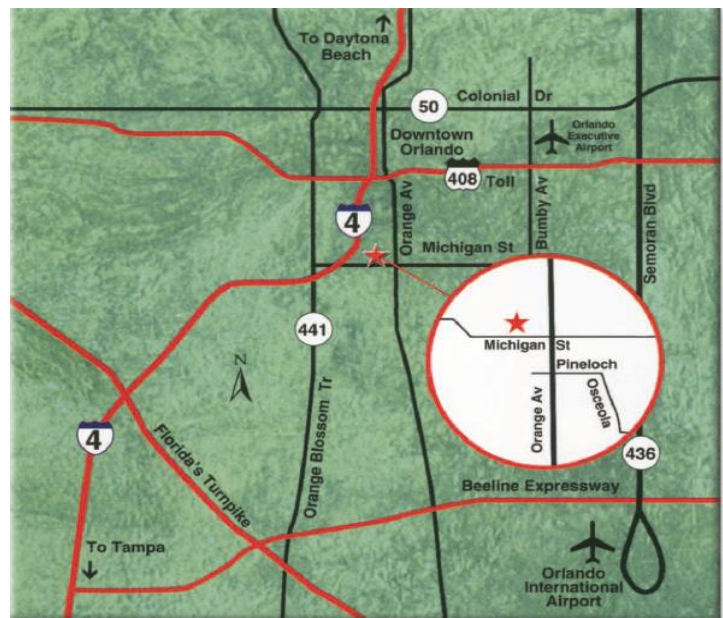 To Daytona
Beach
50
Colonial Dr
Downtown
Orlando
Orlando
Executive
Airport
408
Toll
4
Orange Av
Bumby Av
Semoran Blvd
Michigan St
441
N
Michigan St
Pineloch
Orange Av
Osceola
4
Florida's Turnpike
Orange Blossom Tr
436
Beeline Expressway
To Tampa
Orlando
International
Airport